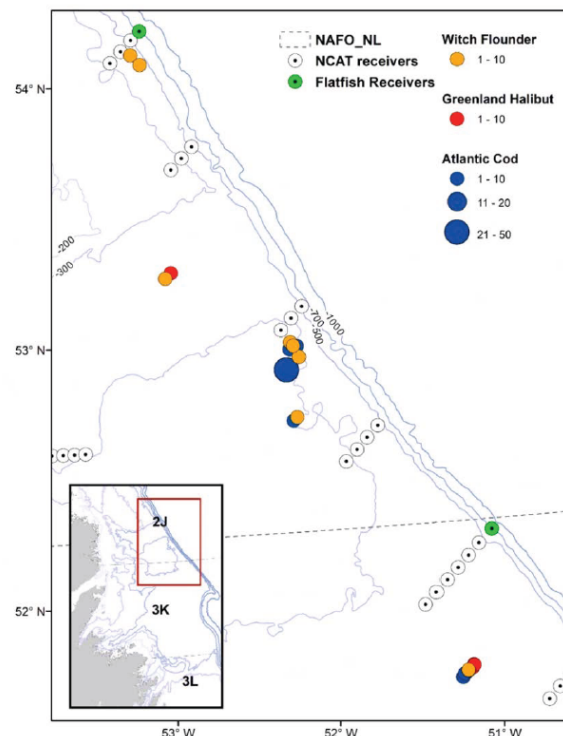 NAFO_NL
NCAT receivers
Flatfish Receivers
Witch Flounder
1 - 10
Greenland Halibut
1 - 10
Atlantic Cod
1 - 10
11 - 20
21 - 50
54° N
53° N
52° N
-200
-300
-700
-500
-1000
2J
3K
3L
53° W
52° W
51° W